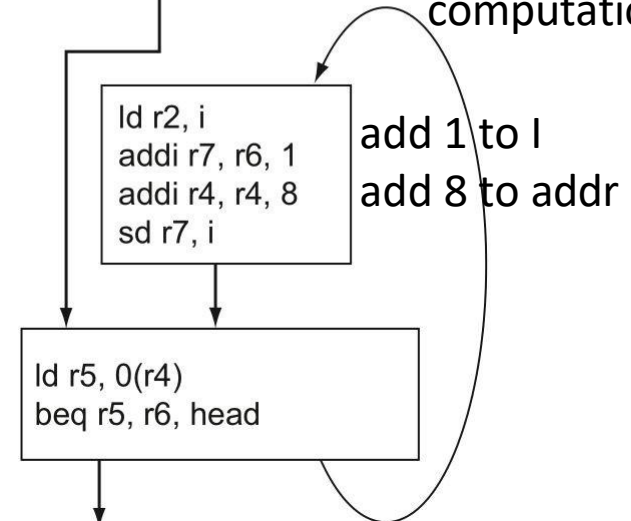 computatio
ld r2, i
addi r7, r6, 1
addi r4, r4, 8
sd r7, i
add 1 to I
add 8 to addr
ld r5, 0(r4)
beq r5, r6, head